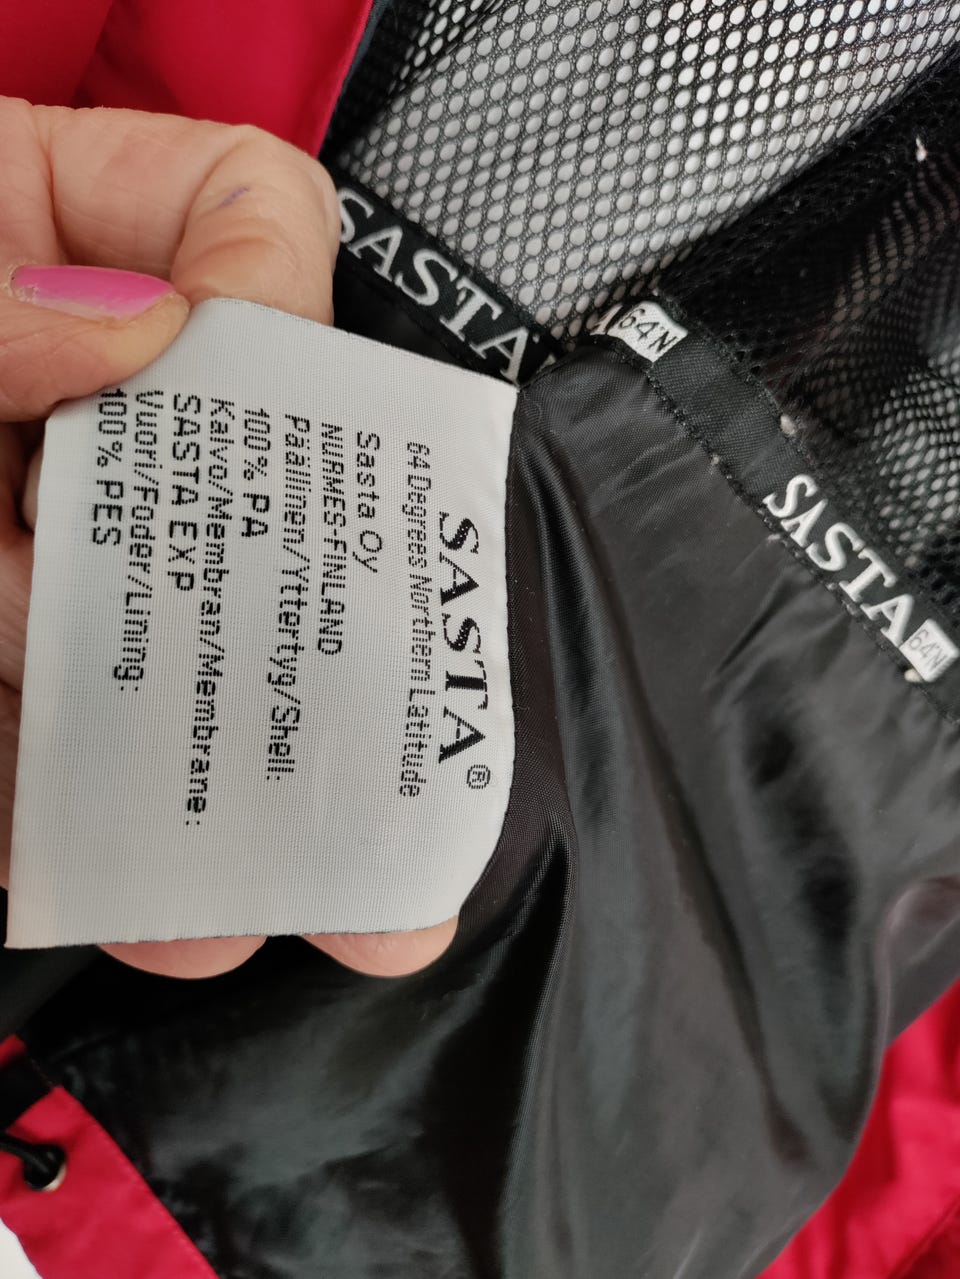 SASTA®
64 Degrees Northern Latitude
Sasta Oy
NURMES-FINLAND
Päällinen/Yttertyg/Shell:
100% PA
Kalvo/Membran/Membrane:
SASTA EXP
Vuori/Foder/Lining:
100% PES
SASTA
A 64'N
SASTA 64'N